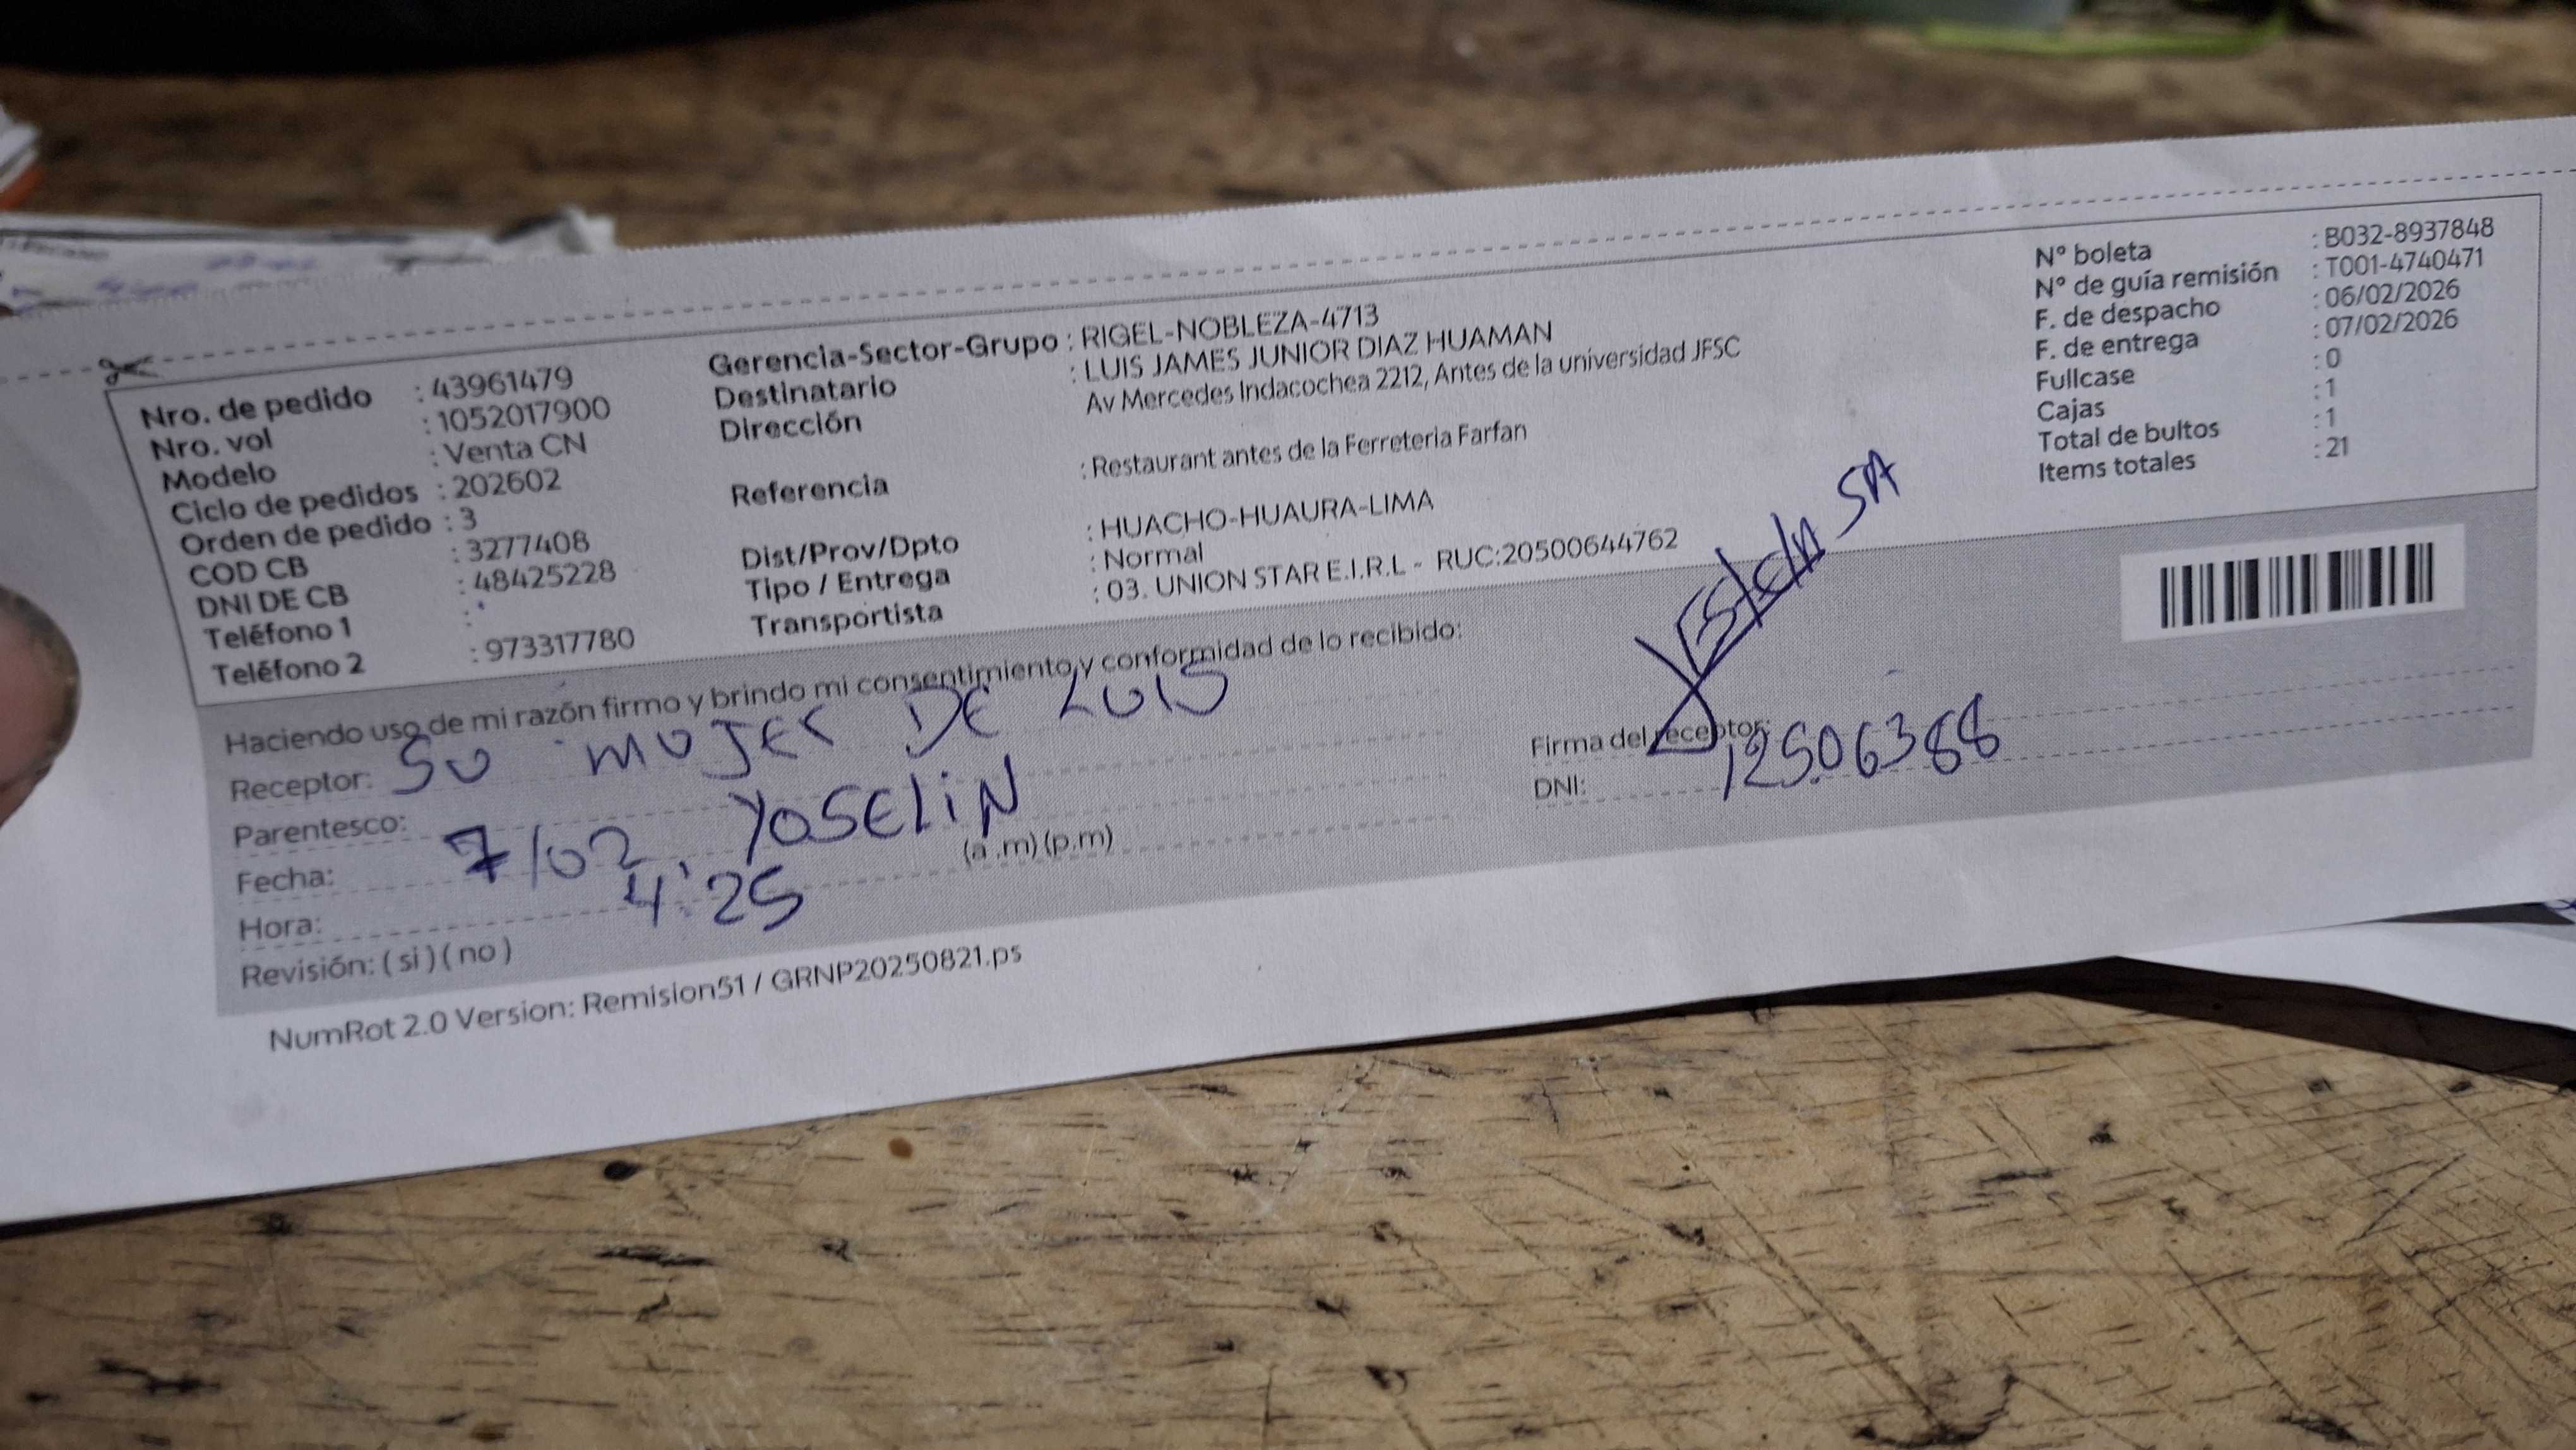 Nro. de pedido : 43961479
Nro. vol : 1052017900
Modelo : Venta CN
Ciclo de pedidos : 202602
Orden de pedido : 3
COD CB : 3277408
DNI DE CB : 48425228
Teléfono 1 :
Teléfono 2 : 973317780
Gerencia-Sector-Grupo : RIGEL-NOBLEZA-4713
Destinatario : LUIS JAMES JUNIOR DIAZ HUAMAN
Dirección Av Mercedes Indacochea 2212, Antes de la universidad JFSC
Referencia : Restaurant antes de la Ferreteria Farfan
Dist/Prov/Dpto : HUACHO-HUAURA-LIMA
Tipo / Entrega : Normal
Transportista : 03. UNION STAR E.I.R.L - RUC:20500644762
N° boleta : B032-8937848
N° de guía remisión : T001-4740471
F. de despacho : 06/02/2026
F. de entrega : 07/02/2026
Fullcase : 0
Cajas : 1
Total de bultos : 1
Items totales : 21
Haciendo uso de mi razón firmo y brindo mi consentimiento y conformidad de lo recibido:
Receptor: SU MUJER DE LUIS
Parentesco: YOSELIN
Fecha: 7/02
Hora: 4:25 (a .m) (p.m)
Revisión: ( si ) ( no )
Firma del receptor:
DNI: 12506388
NumRot 2.0 Version: Remision51 / GRNP20250821.ps